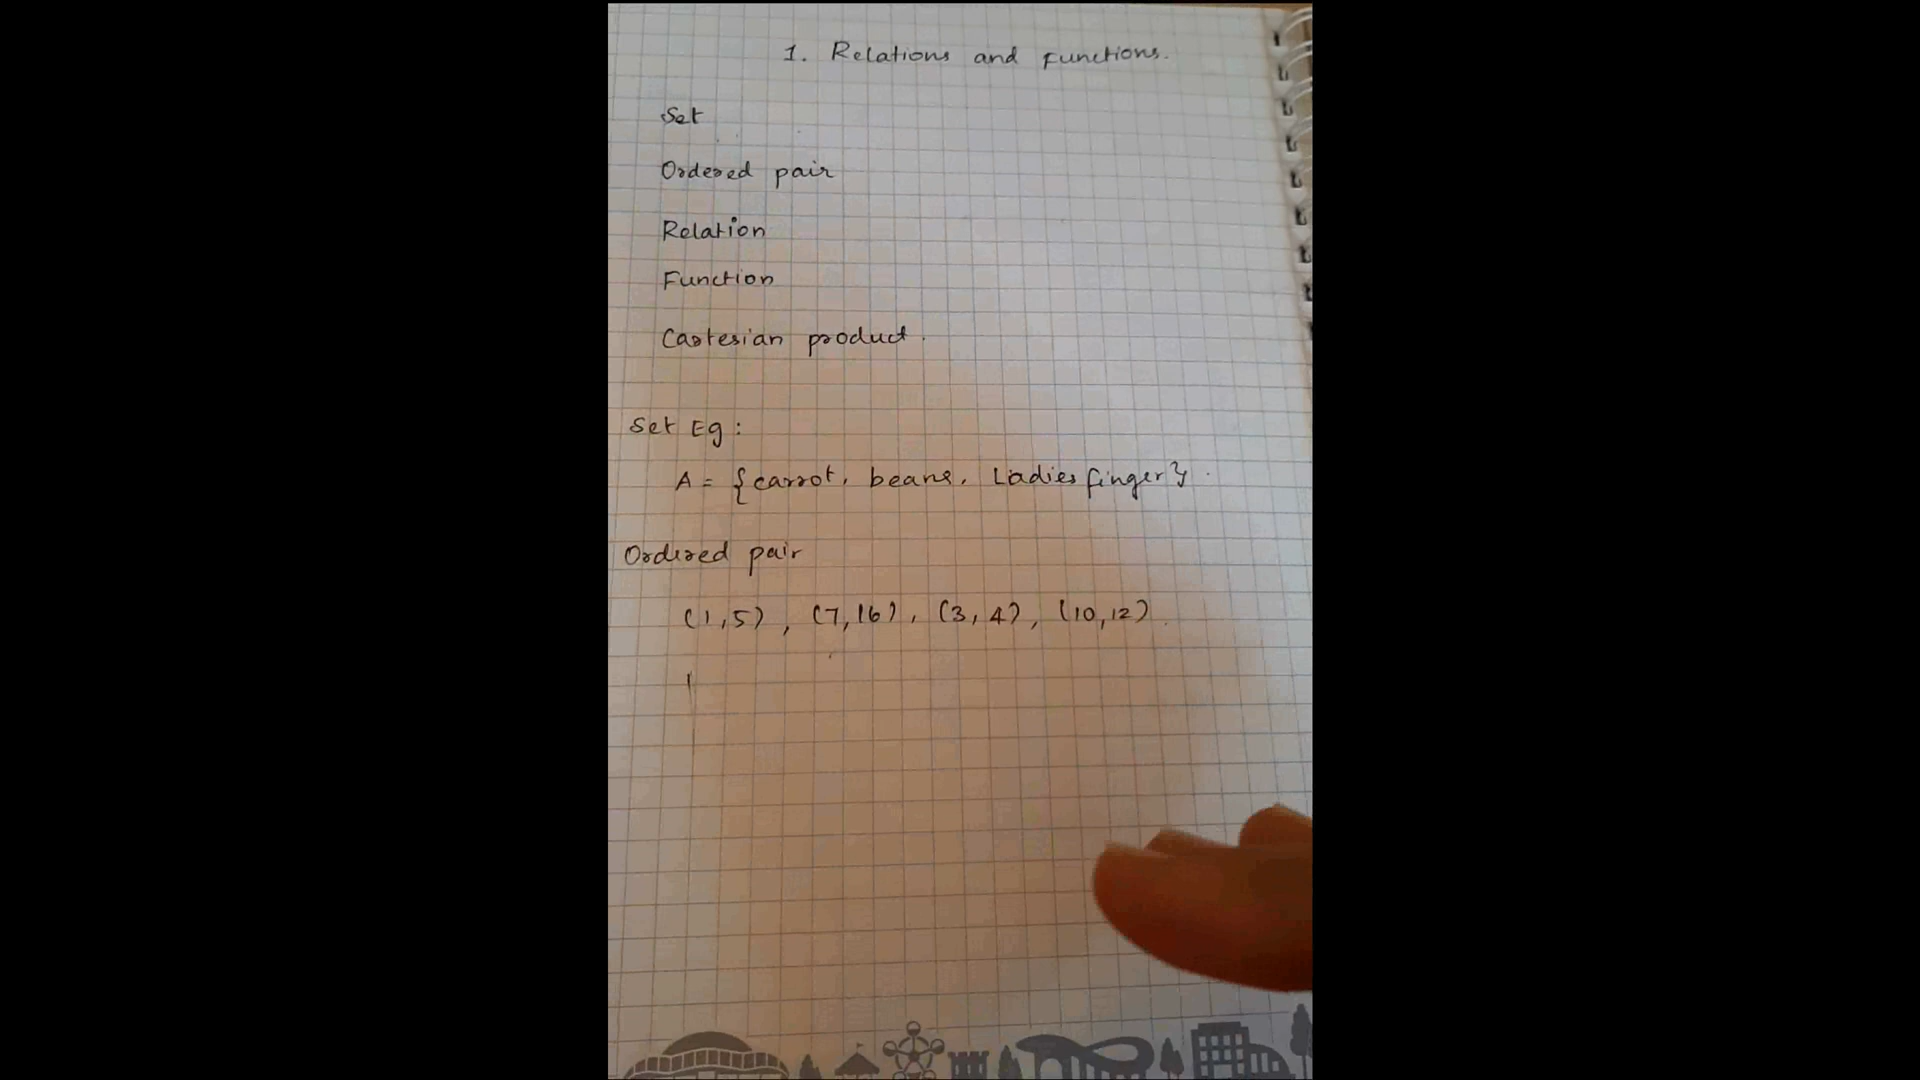 1. Relations and Functions.
Set
Ordered pair
Relation
Function
Cartesian product.
Set Eg:
A = {carrot, beans, Ladies finger}.
Ordered pair
(1,5), (7,16), (3,4), (10,12).